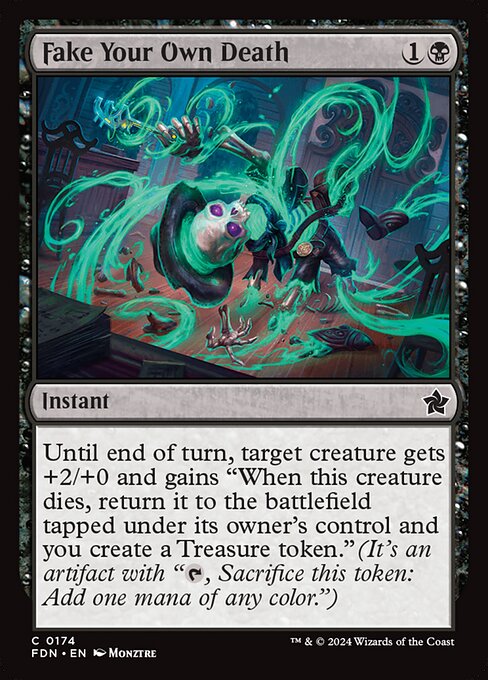 Fake Your Own Death 1
Instant
Until end of turn, target creature gets
+2/+0 and gains “When this creature
dies, return it to the battlefield
tapped under its owner’s control and
you create a Treasure token.” (It’s an
artifact with “, Sacrifice this token:
Add one mana of any color.”)
C 0174
FDN • EN Monztre
™ & © 2024 Wizards of the Coast